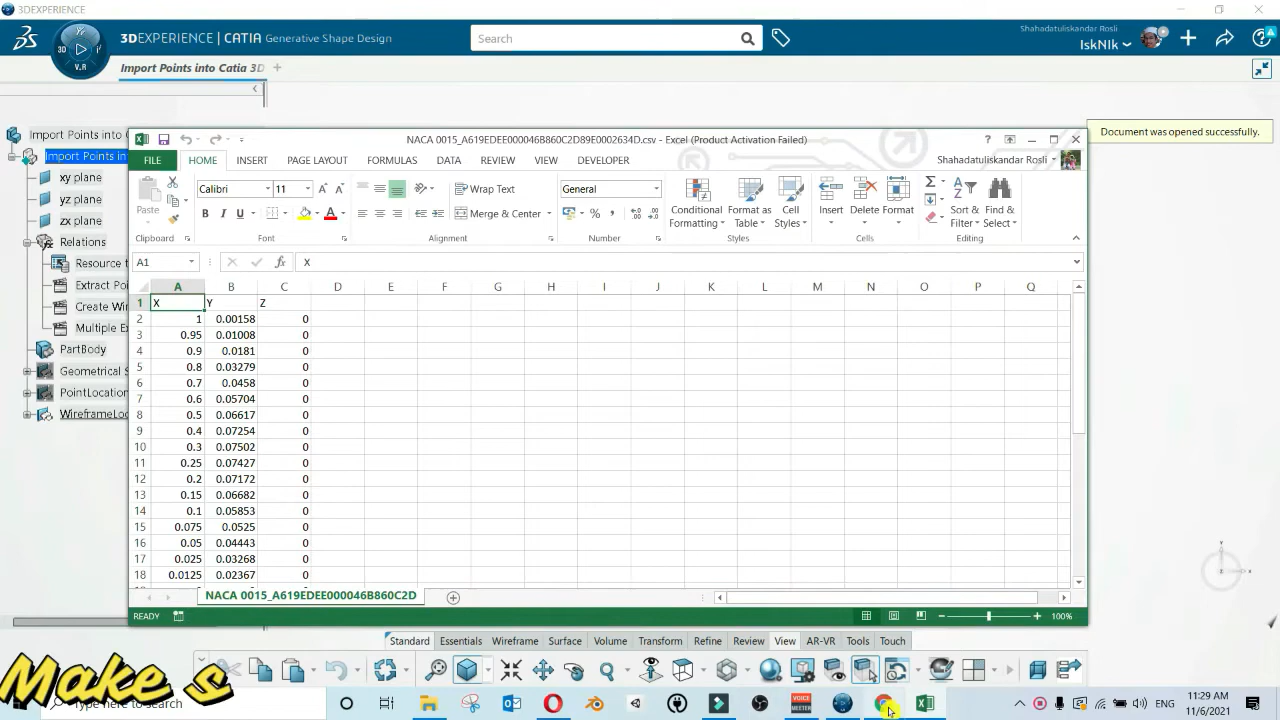 3DEXPERIENCE
3DEXPERIENCE | CATIA Generative Shape Design
Search
Shahadatuliskandar Rosli
IskNIk
3D
V.R
Import Points into Catia 3D
Import Points into C
Import Points in
xy plane
yz plane
zx plane
Relations
Resource t
Extract Po
Create Wi
Multiple Ex
PartBody
Geometrical S
PointLocation
WireframeLoc
Document was opened successfully.
NACA 0015_A619EDEE000046B860C2D89E0002634D.csv - Excel (Product Activation Failed)
FILE HOME INSERT PAGE LAYOUT FORMULAS DATA REVIEW VIEW DEVELOPER
Shahadatuliskandar Rosli
Paste
Clipboard
Calibri 11
B I U
Font
Wrap Text
Merge & Center
Alignment
General
Number
Conditional Formatting
Format as Table
Cell Styles
Styles
Insert
Delete
Format
Cells
Sort & Filter
Find & Select
Editing
A1 fx X
A B C D E F G H I J K L M N O P Q
1 X Y Z
2 1 0.00158 0
3 0.95 0.01008 0
4 0.9 0.0181 0
5 0.8 0.03279 0
6 0.7 0.0458 0
7 0.6 0.05704 0
8 0.5 0.06617 0
9 0.4 0.07254 0
10 0.3 0.07502 0
11 0.25 0.07427 0
12 0.2 0.07172 0
13 0.15 0.06682 0
14 0.1 0.05853 0
15 0.075 0.0525 0
16 0.05 0.04443 0
17 0.025 0.03268 0
18 0.0125 0.02367 0
NACA 0015_A619EDEE000046B860C2D
READY
100%
Standard Essentials Wireframe Surface Volume Transform Refine Review View AR-VR Tools Touch
Make s
Type here to search
VOICE MEETER
ENG
11:29 AM
11/6/2021